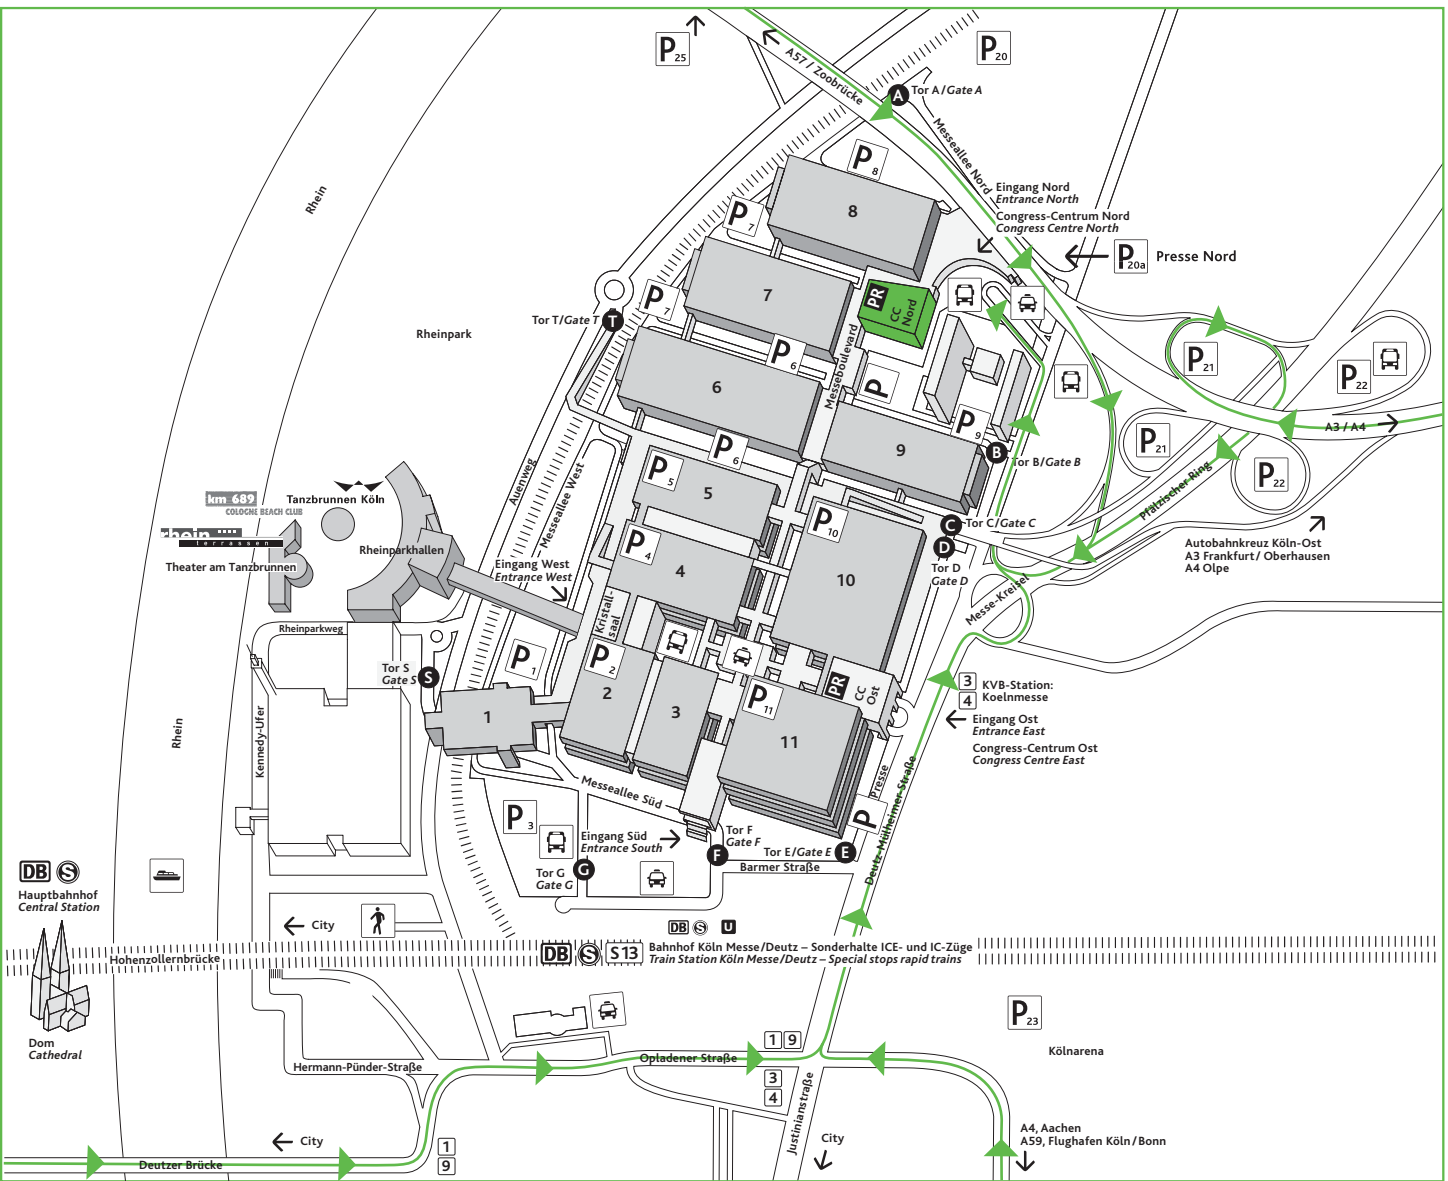 P25
P20
A57 / Zoobrücke
A
Tor A / Gate A
Messeallee Nord
P8
Eingang Nord
Entrance North
Congress-Centrum Nord
Congress Centre North
P20a
Presse Nord
Rhein
8
P7
7
P7
PR
CC
Nord
T
Tor T/Gate T
Rheinpark
P6
Messeboulevard
P
6
P21
P22
A3 / A4
P9
9
B
Tor B/Gate B
P21
P22
Pfälzischer Ring
P6
P5
5
Auenweg
Messeallee West
km 689
COLOGNE BEACH CLUB
Tanzbrunnen Köln
rhein
terrassen
Theater am Tanzbrunnen
Rheinparkhallen
P10
10
C
Tor C/Gate C
D
Tor D
Gate D
Autobahnkreuz Köln-Ost
A3 Frankfurt/ Oberhausen
A4 Olpe
P4
4
Eingang West
Entrance West
Kristall-
saal
Messe-Kreisel
Rheinparkweg
Tor S
Gate S
S
P1
P2
2
3
1
P11
11
PR
CC
Ost
3
4
KVB-Station:
Koelnmesse
Eingang Ost
Entrance East
Congress-Centrum Ost
Congress Centre East
Rhein
Kennedy-Ufer
Messeallee Süd
Presse
P
Deutz-Mülheimer Straße
P3
Eingang Süd
Entrance South
Tor F
Gate F
F
Tor E/Gate E
E
Barmer Straße
Tor G
Gate G
G
DB S
Hauptbahnhof
Central Station
City
DB S U
DB S S 13
Bahnhof Köln Messe/Deutz – Sonderhalte ICE- und IC-Züge
Train Station Köln Messe/Deutz – Special stops rapid trains
Hohenzollernbrücke
Dom
Cathedral
P23
Kölnarena
Hermann-Pünder-Straße
Opladener Straße
1 9
3
4
Justinianstraße
City
City
1
9
Deutzer Brücke
A4, Aachen
A59, Flughafen Köln / Bonn